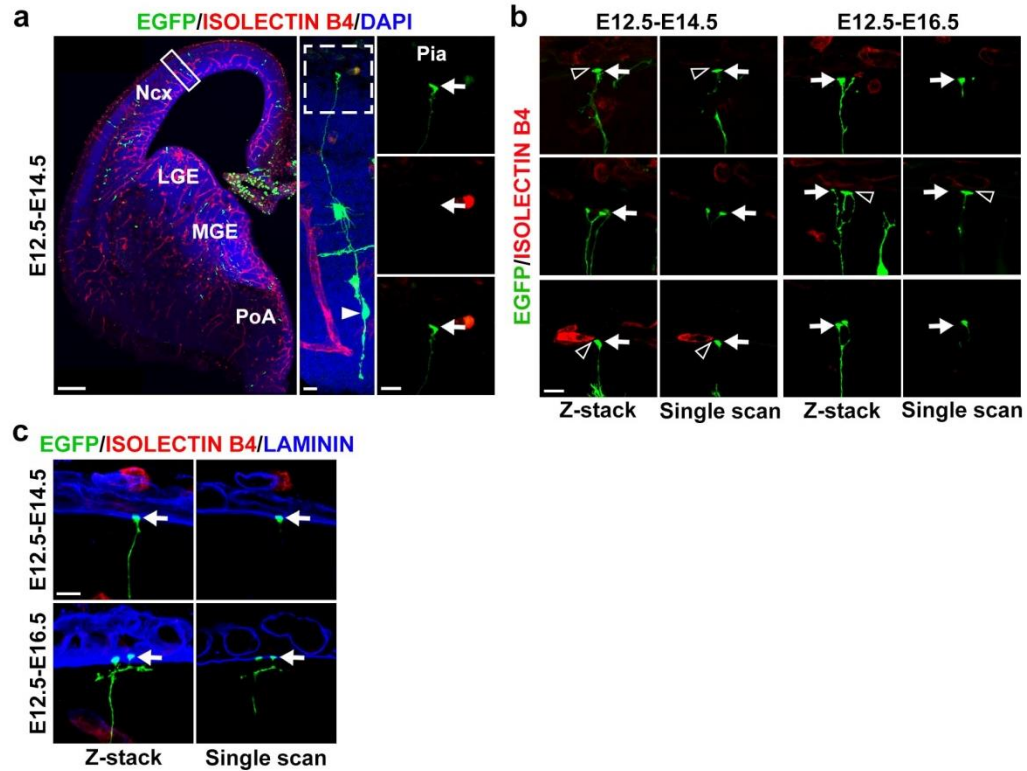 a
EGFP/ISOLECTIN B4/DAPI
E12.5-E14.5
Ncx
LGE
MGE
PoA
Pia
b
E12.5-E14.5
E12.5-E16.5
EGFP/ISOLECTIN B4
Z-stack
Single scan
Z-stack
Single scan
c
EGFP/ISOLECTIN B4/LAMININ
E12.5-E14.5
E12.5-E16.5
Z-stack
Single scan